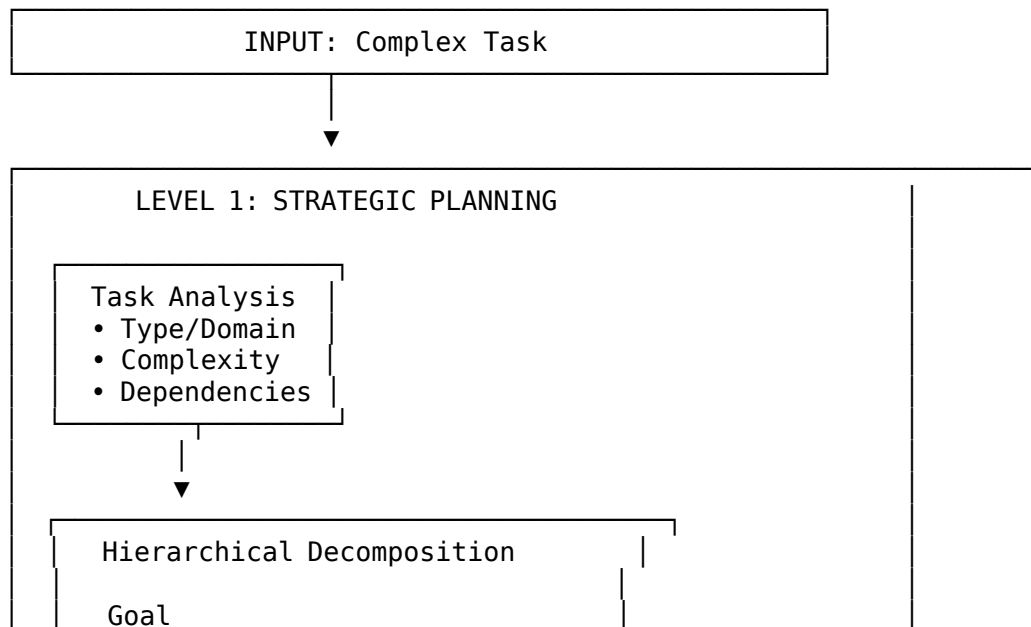 INPUT: Complex Task
LEVEL 1: STRATEGIC PLANNING
Task Analysis
• Type/Domain
• Complexity
• Dependencies
Hierarchical Decomposition
Goal